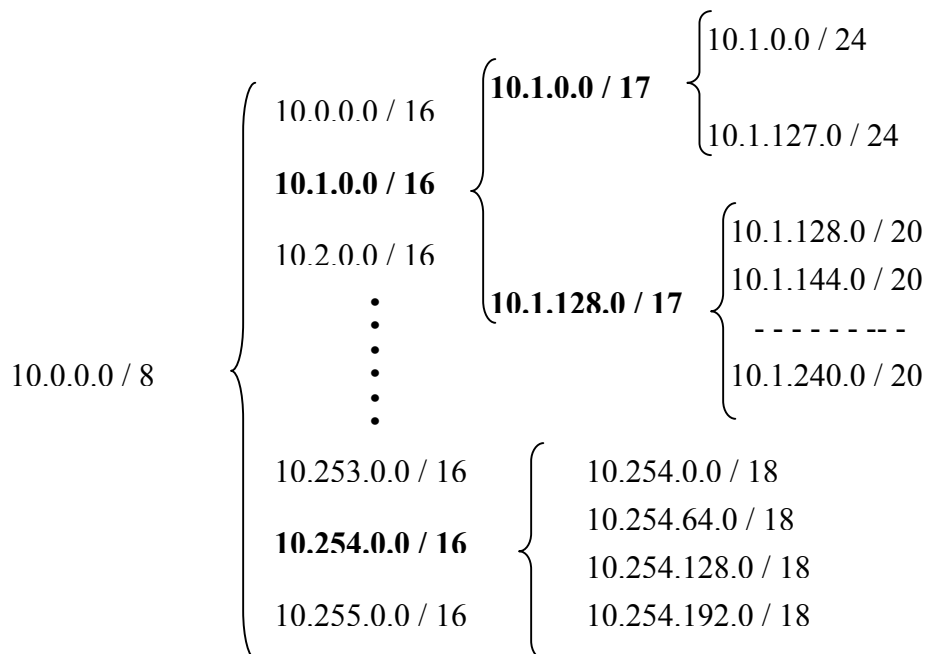 10.0.0.0 / 8
10.0.0.0 / 16
10.1.0.0 / 16
10.2.0.0 / 16
10.253.0.0 / 16
10.254.0.0 / 16
10.255.0.0 / 16
10.1.0.0 / 17
10.1.128.0 / 17
10.1.0.0 / 24
10.1.127.0 / 24
10.1.128.0 / 20
10.1.144.0 / 20
- - - - - - -- -
10.1.240.0 / 20
10.254.0.0 / 18
10.254.64.0 / 18
10.254.128.0 / 18
10.254.192.0 / 18